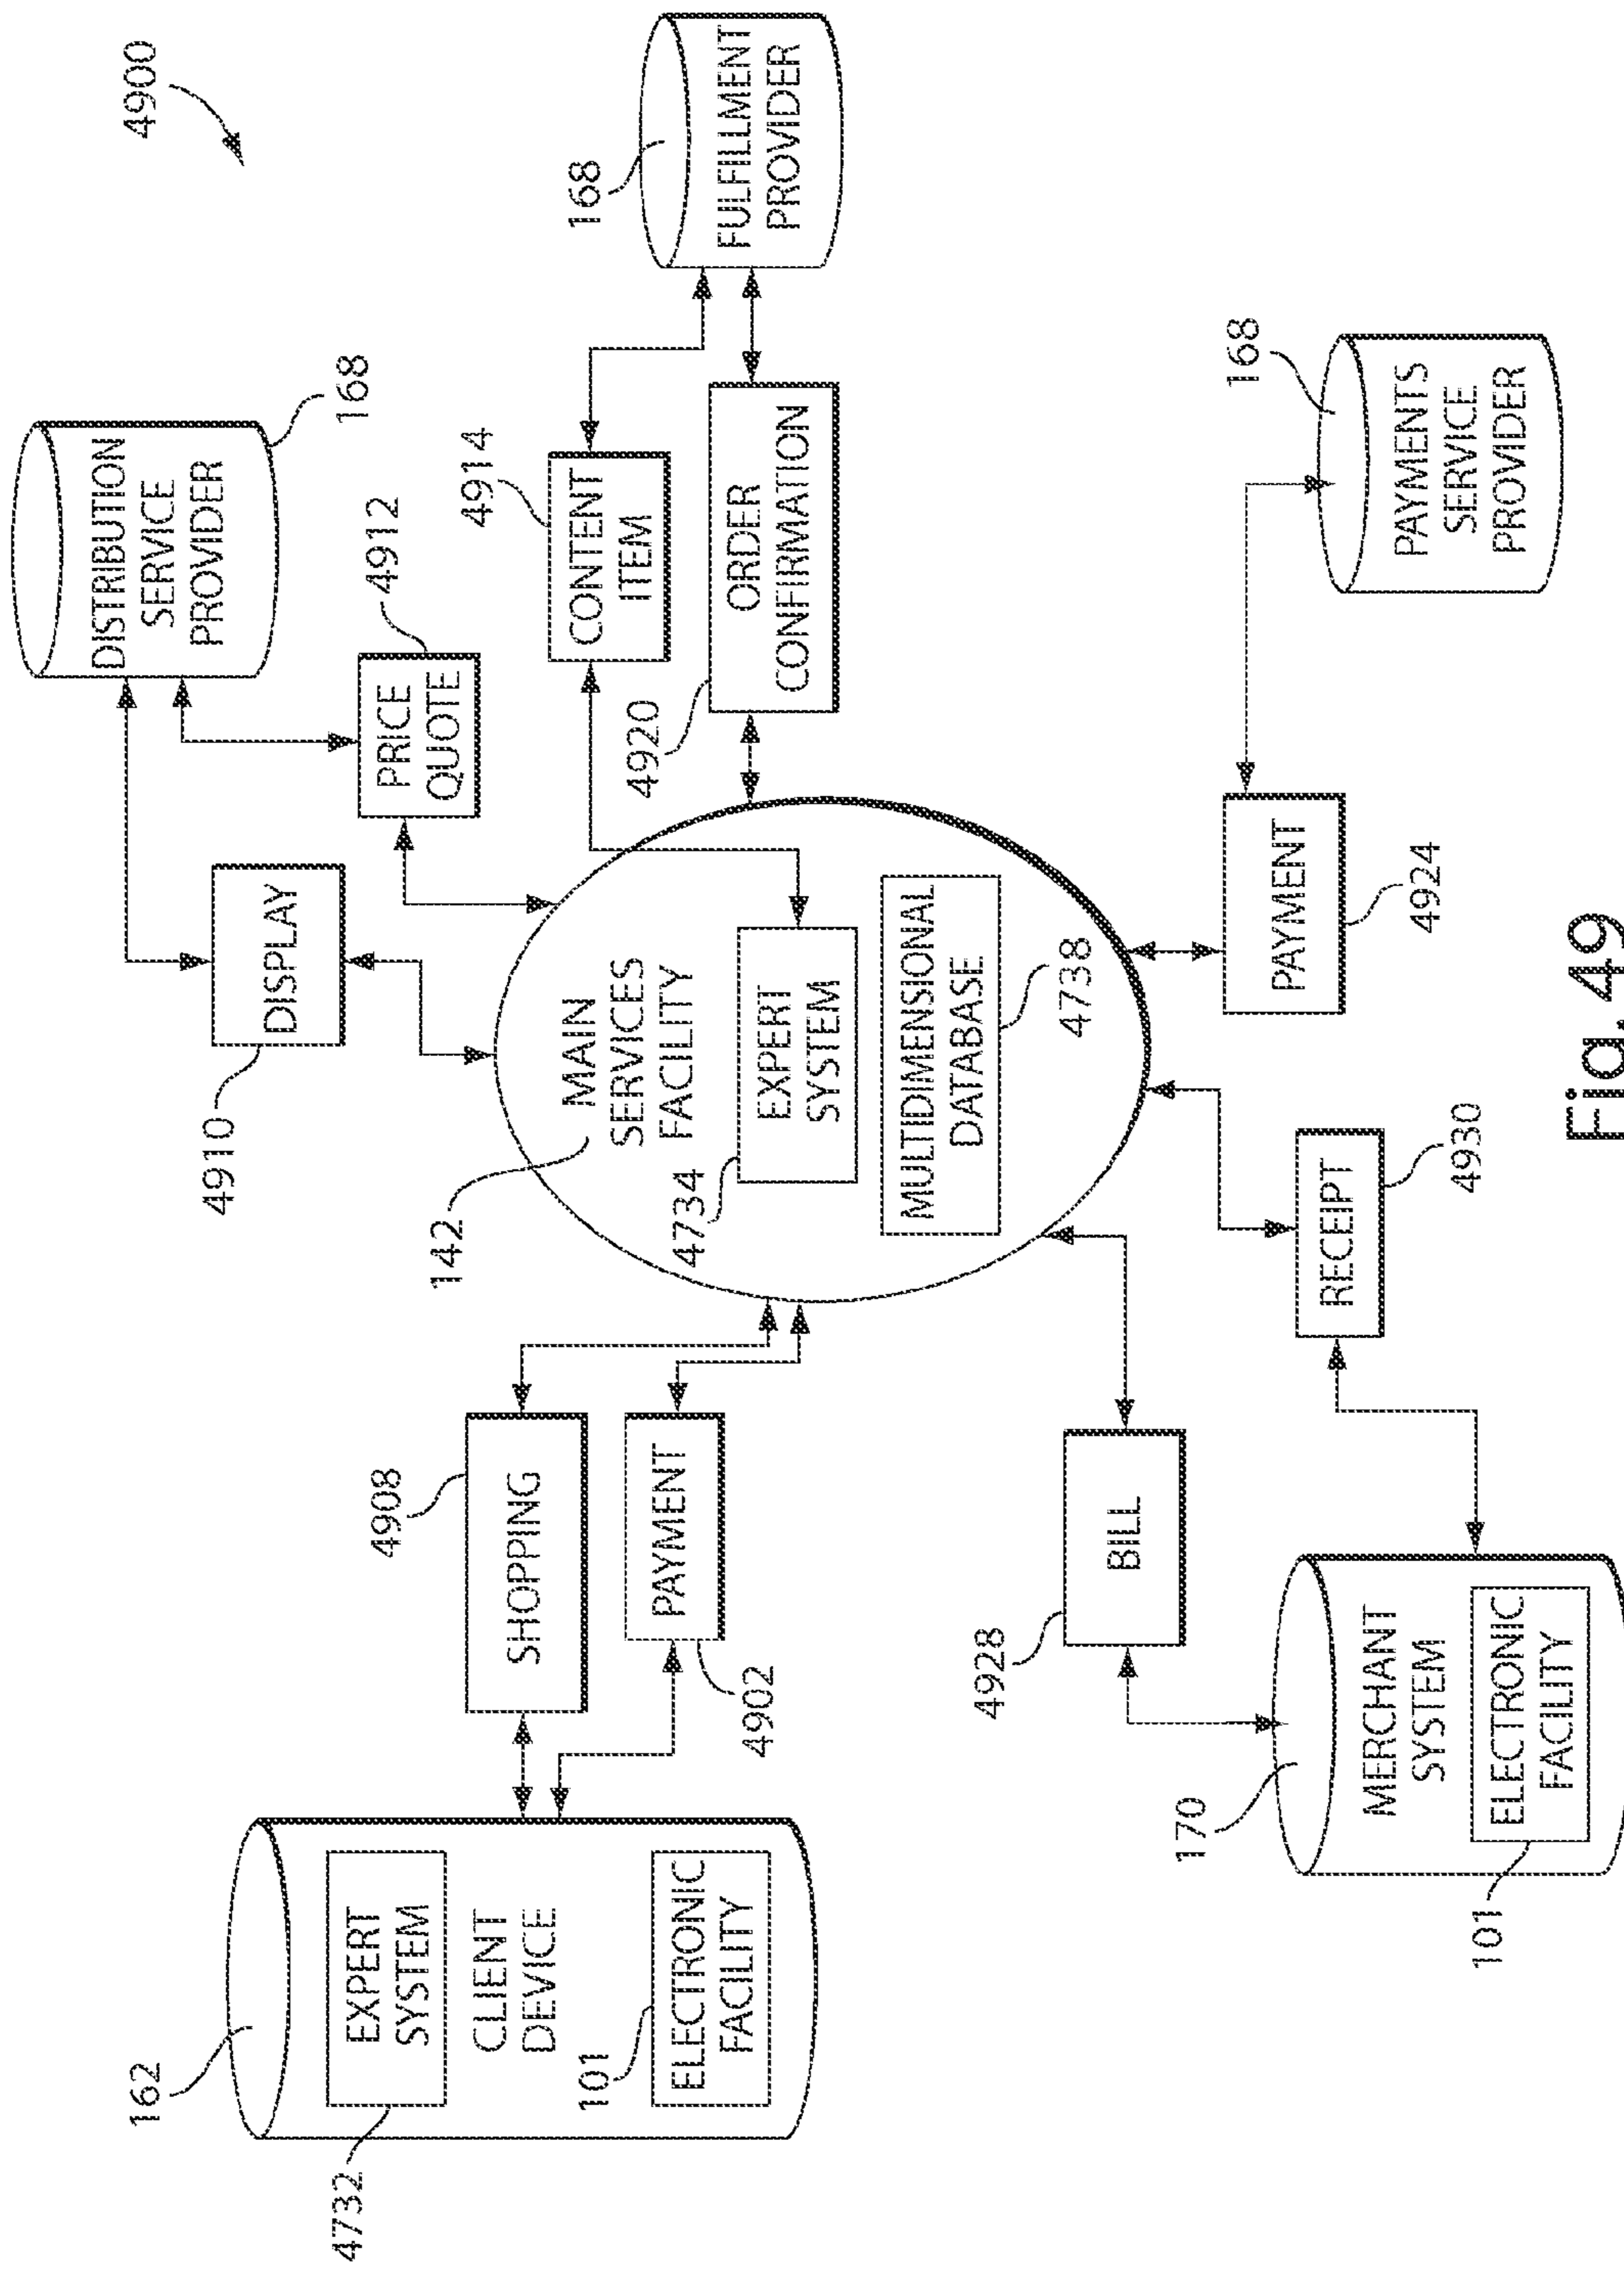 4900
162
EXPERT
SYSTEM
4732
CLIENT
DEVICE
101
ELECTRONIC
FACILITY
4908
SHOPPING
PAYMENT
4902
4910
DISPLAY
DISTRIBUTION
SERVICE
PROVIDER
168
PRICE
QUOTE
4912
4914
CONTENT
ITEM
168
FULFILLMENT
PROVIDER
4920
ORDER
CONFIRMATION
142
MAIN
SERVICES
FACILITY
4734
EXPERT
SYSTEM
MULTIDIMENSIONAL
DATABASE
4738
4928
BILL
170
MERCHANT
SYSTEM
ELECTRONIC
FACILITY
101
RECEIPT
4930
PAYMENT
4924
168
PAYMENTS
SERVICE
PROVIDER
Fig. 49